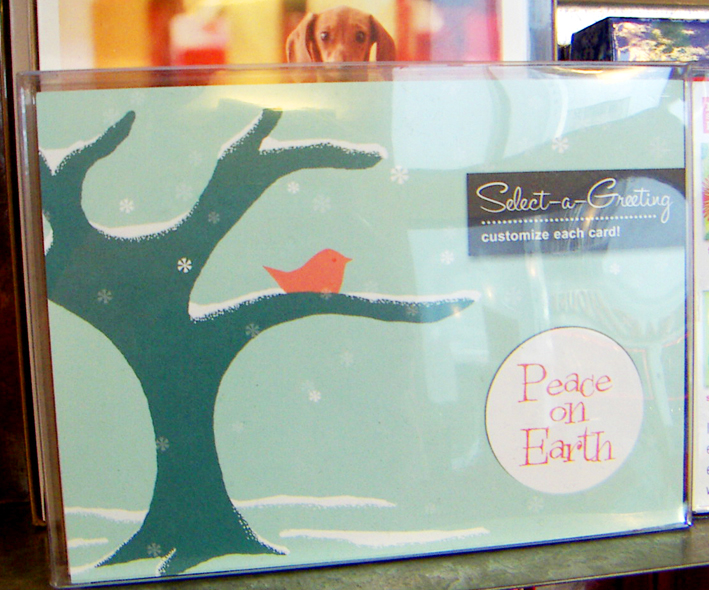 Select-a-Greeting
customize each card!
Peace
on
Earth